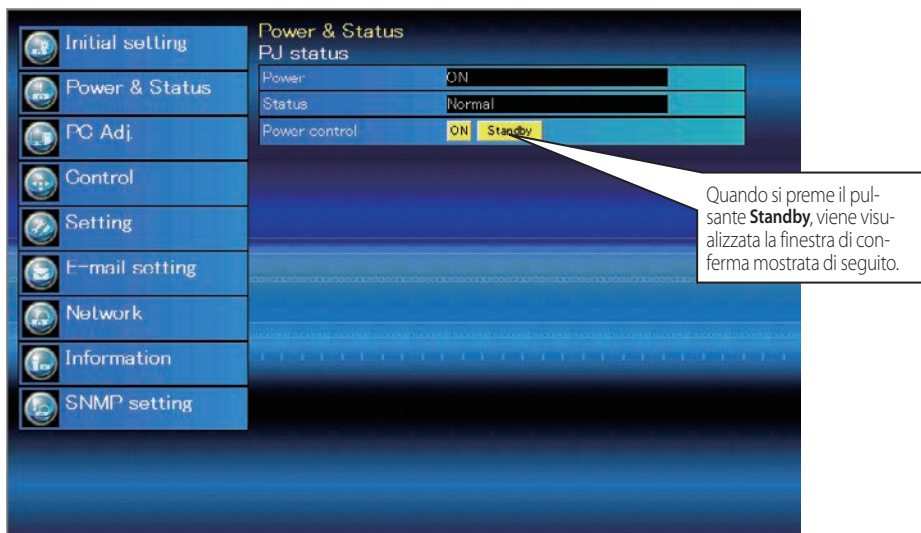 Initial setting
Power & Status
PC Adj.
Control
Setting
E-mail setting
Network
Information
SNMP setting
Power & Status
PJ status
Power ON
Status Normal
Power control ON Standby
Quando si preme il pul-
sante Standby, viene visu-
alizzata la finestra di con-
ferma mostrata di seguito.